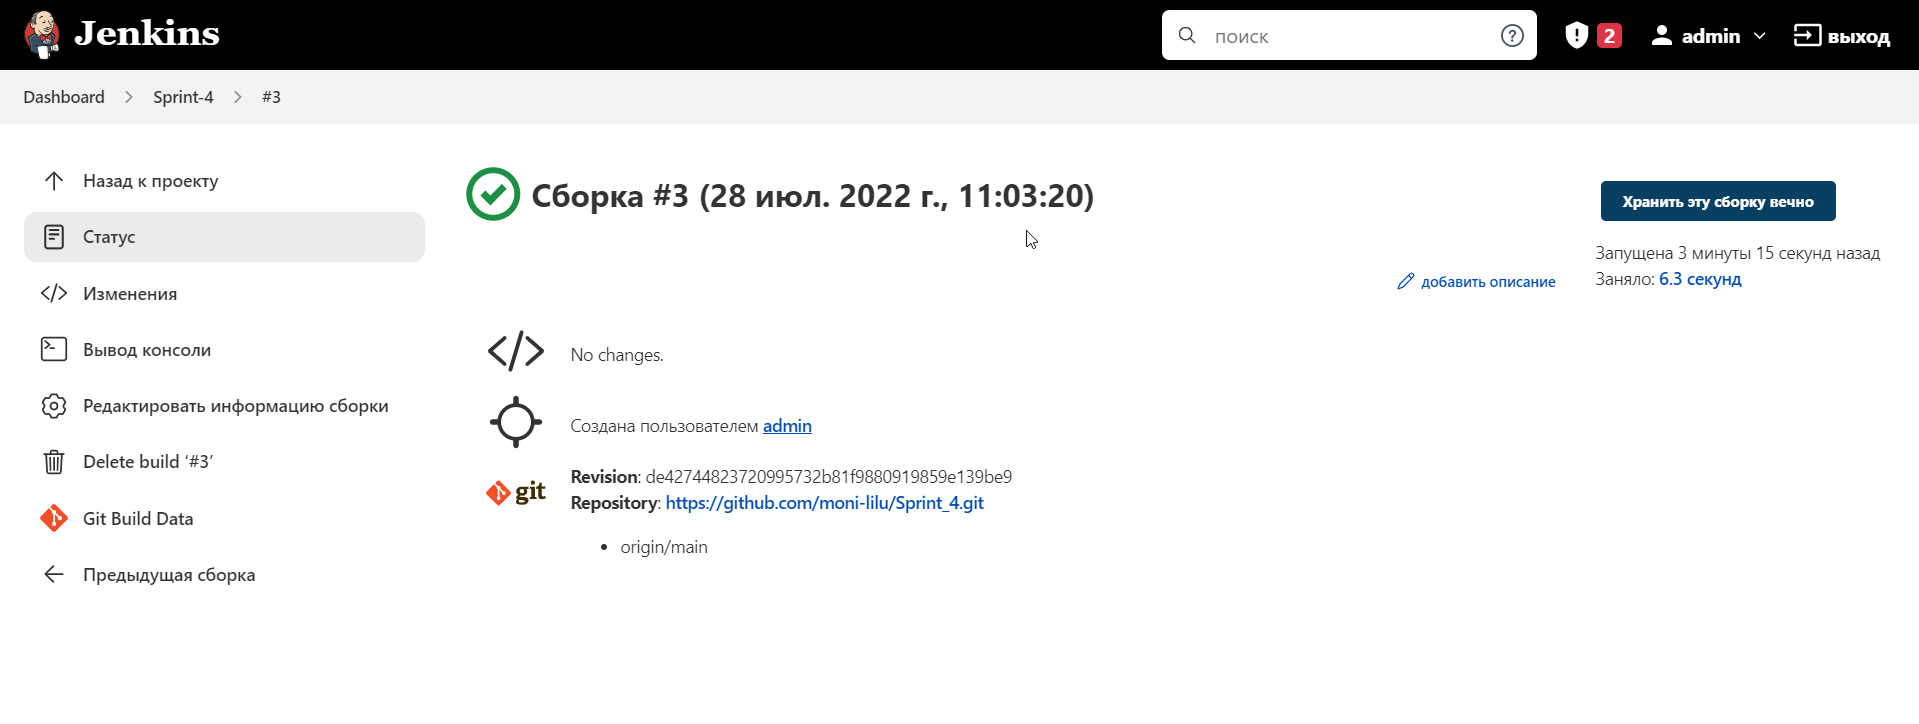 Jenkins
поиск
2
admin
выход
Dashboard
Sprint-4
#3
Назад к проекту
Статус
Изменения
Вывод консоли
Редактировать информацию сборки
Delete build ‘#3’
Git Build Data
Предыдущая сборка
Сборка #3 (28 июл. 2022 г., 11:03:20)
Хранить эту сборку вечно
Запущена 3 минуты 15 секунд назад
Заняло: 6.3 секунд
добавить описание
No changes.
Создана пользователем admin
git
Revision: de42744823720995732b81f9880919859e139be9
Repository: https://github.com/moni-lilu/Sprint_4.git
origin/main